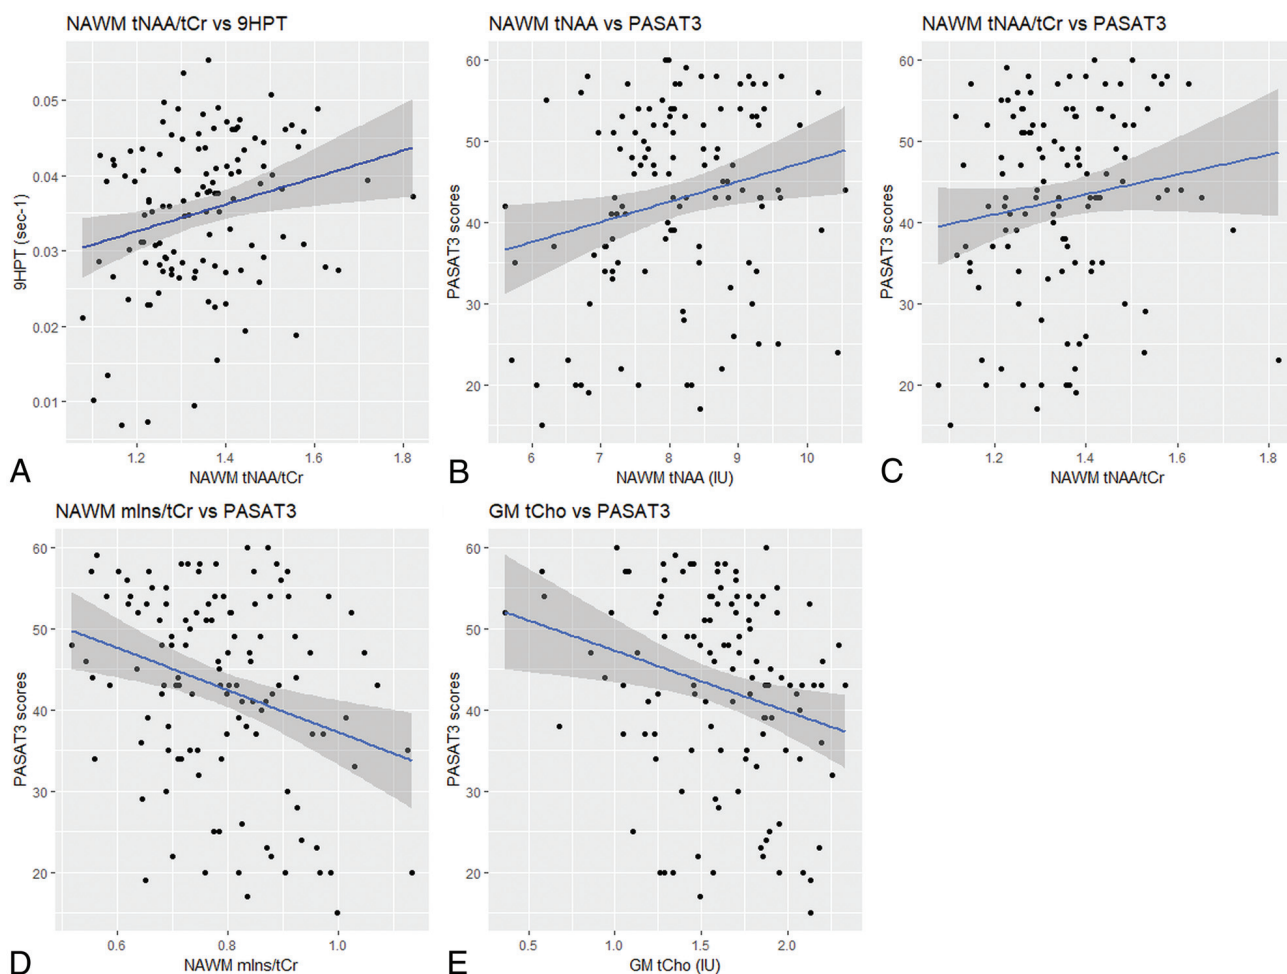 NAWM tNAA/tCr vs 9HPT
9HPT (sec-1)
0.05
0.04
0.03
0.02
0.01
1.2 1.4 1.6 1.8
NAWM tNAA/tCr
A
NAWM tNAA vs PASAT3
PASAT3 scores
60
50
40
30
20
6 7 8 9 10
NAWM tNAA (IU)
B
NAWM tNAA/tCr vs PASAT3
PASAT3 scores
60
50
40
30
20
1.2 1.4 1.6 1.8
NAWM tNAA/tCr
C
NAWM mIns/tCr vs PASAT3
PASAT3 scores
60
50
40
30
20
0.6 0.8 1.0
NAWM mIns/tCr
D
GM tCho vs PASAT3
PASAT3 scores
60
50
40
30
20
0.5 1.0 1.5 2.0
GM tCho (IU)
E